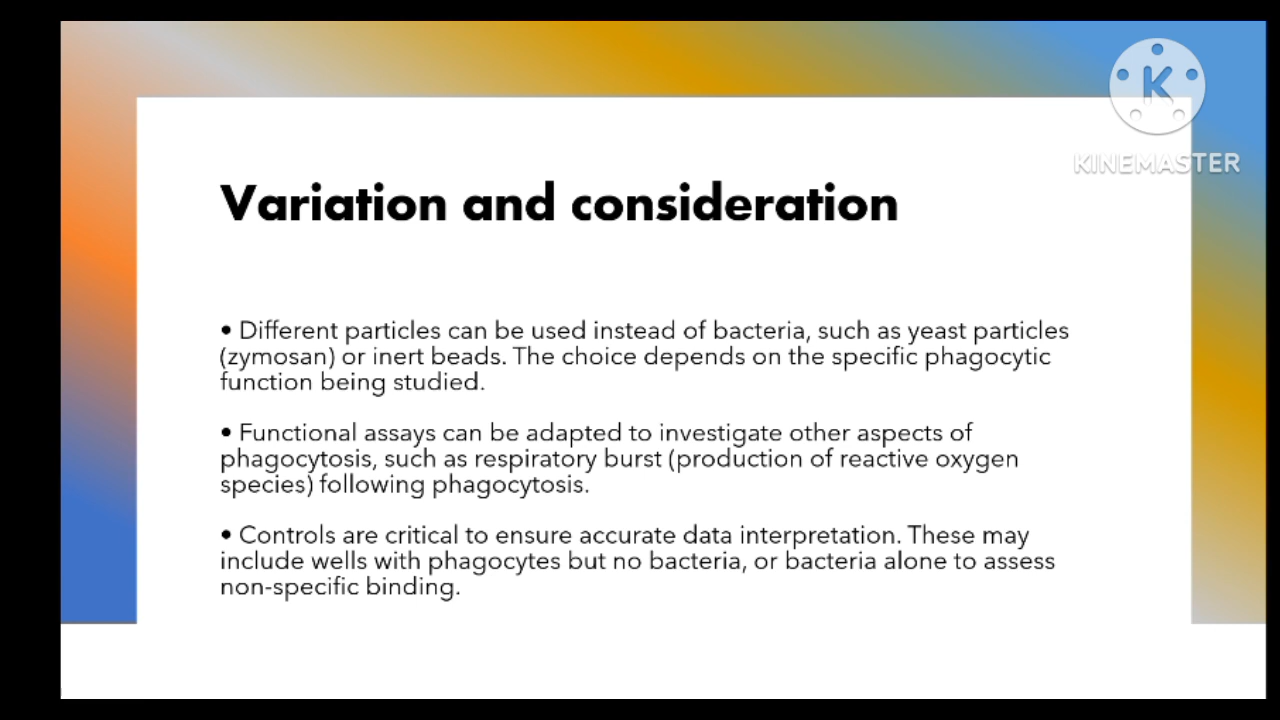 K
KINEMASTER
Variation and consideration
• Different particles can be used instead of bacteria, such as yeast particles
(zymosan) or inert beads. The choice depends on the specific phagocytic
function being studied.
• Functional assays can be adapted to investigate other aspects of
phagocytosis, such as respiratory burst (production of reactive oxygen
species) following phagocytosis.
• Controls are critical to ensure accurate data interpretation. These may
include wells with phagocytes but no bacteria, or bacteria alone to assess
non-specific binding.